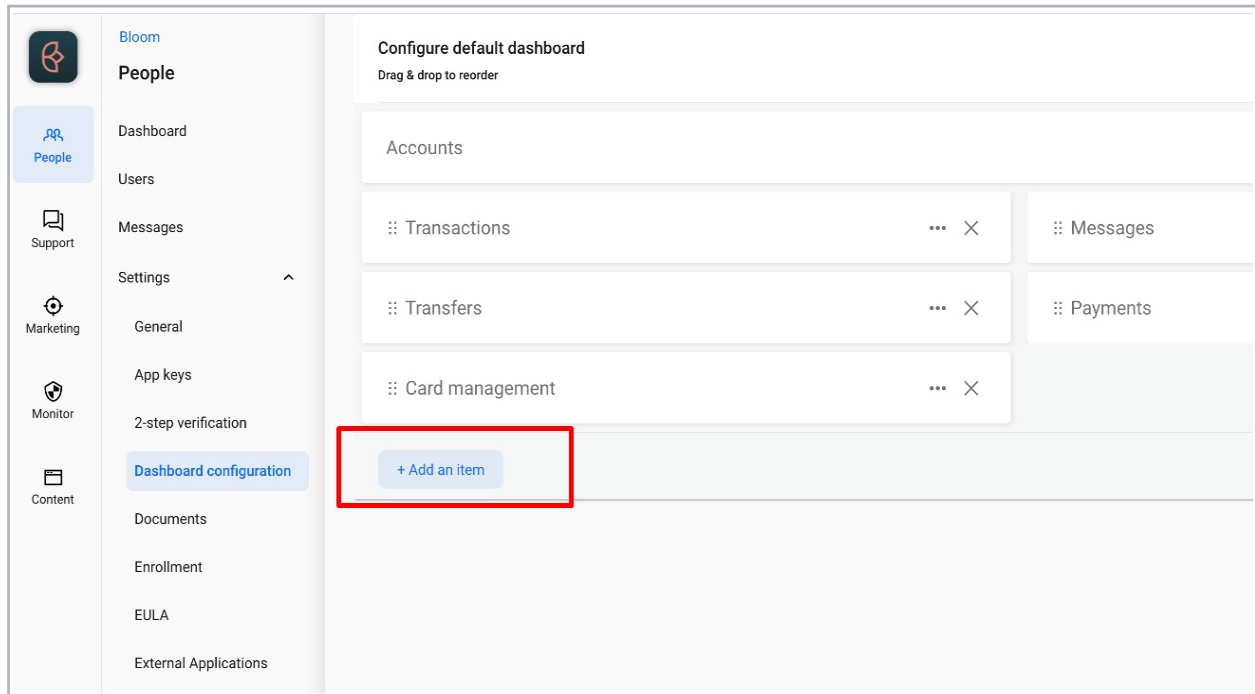 Bloom
People
People
Support
Marketing
Monitor
Content
Dashboard
Users
Messages
Settings
General
App keys
2-step verification
Dashboard configuration
Documents
Enrollment
EULA
External Applications
Configure default dashboard
Drag & drop to reorder
Accounts
Transactions
Messages
Transfers
Payments
Card management
+ Add an item